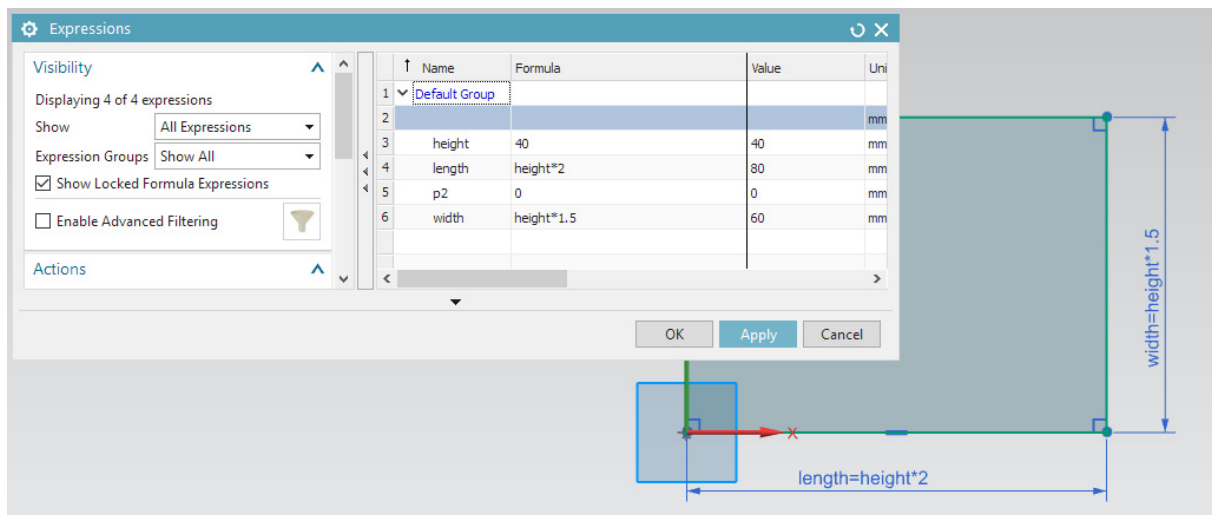 Expressions
Visibility
Displaying 4 of 4 expressions
Show All Expressions
Expression Groups Show All
Show Locked Formula Expressions
Enable Advanced Filtering
Actions
↑ Name Formula Value Uni
1 Default Group
2 mm
3 height 40 40 mm
4 length height*2 80 mm
5 p2 0 0 mm
6 width height*1.5 60 mm
OK Apply Cancel
width=height*1.5
X
length=height*2